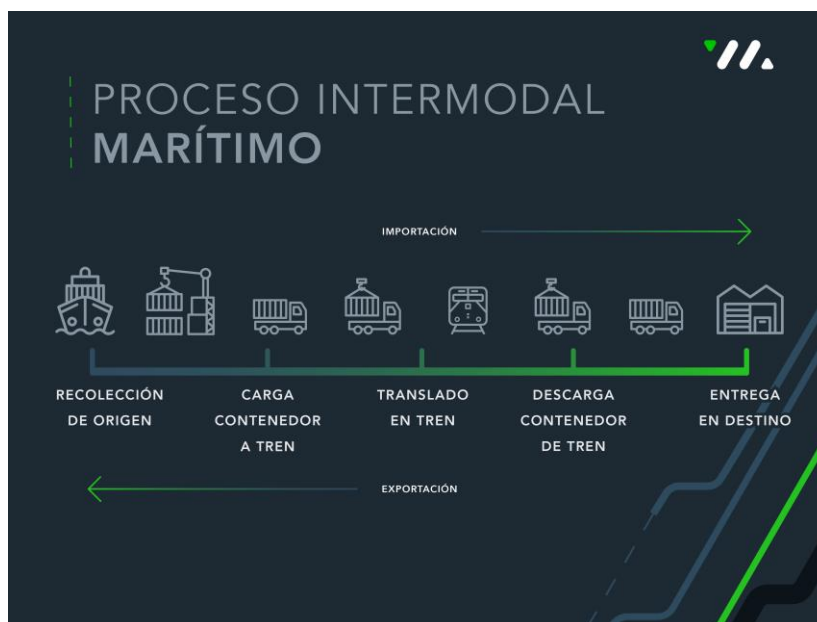 PROCESO INTERMODAL
MARÍTIMO
IMPORTACIÓN
RECOLECCIÓN
DE ORIGEN
CARGA
CONTENEDOR
A TREN
TRANSLADO
EN TREN
DESCARGA
CONTENEDOR
DE TREN
ENTREGA
EN DESTINO
EXPORTACIÓN